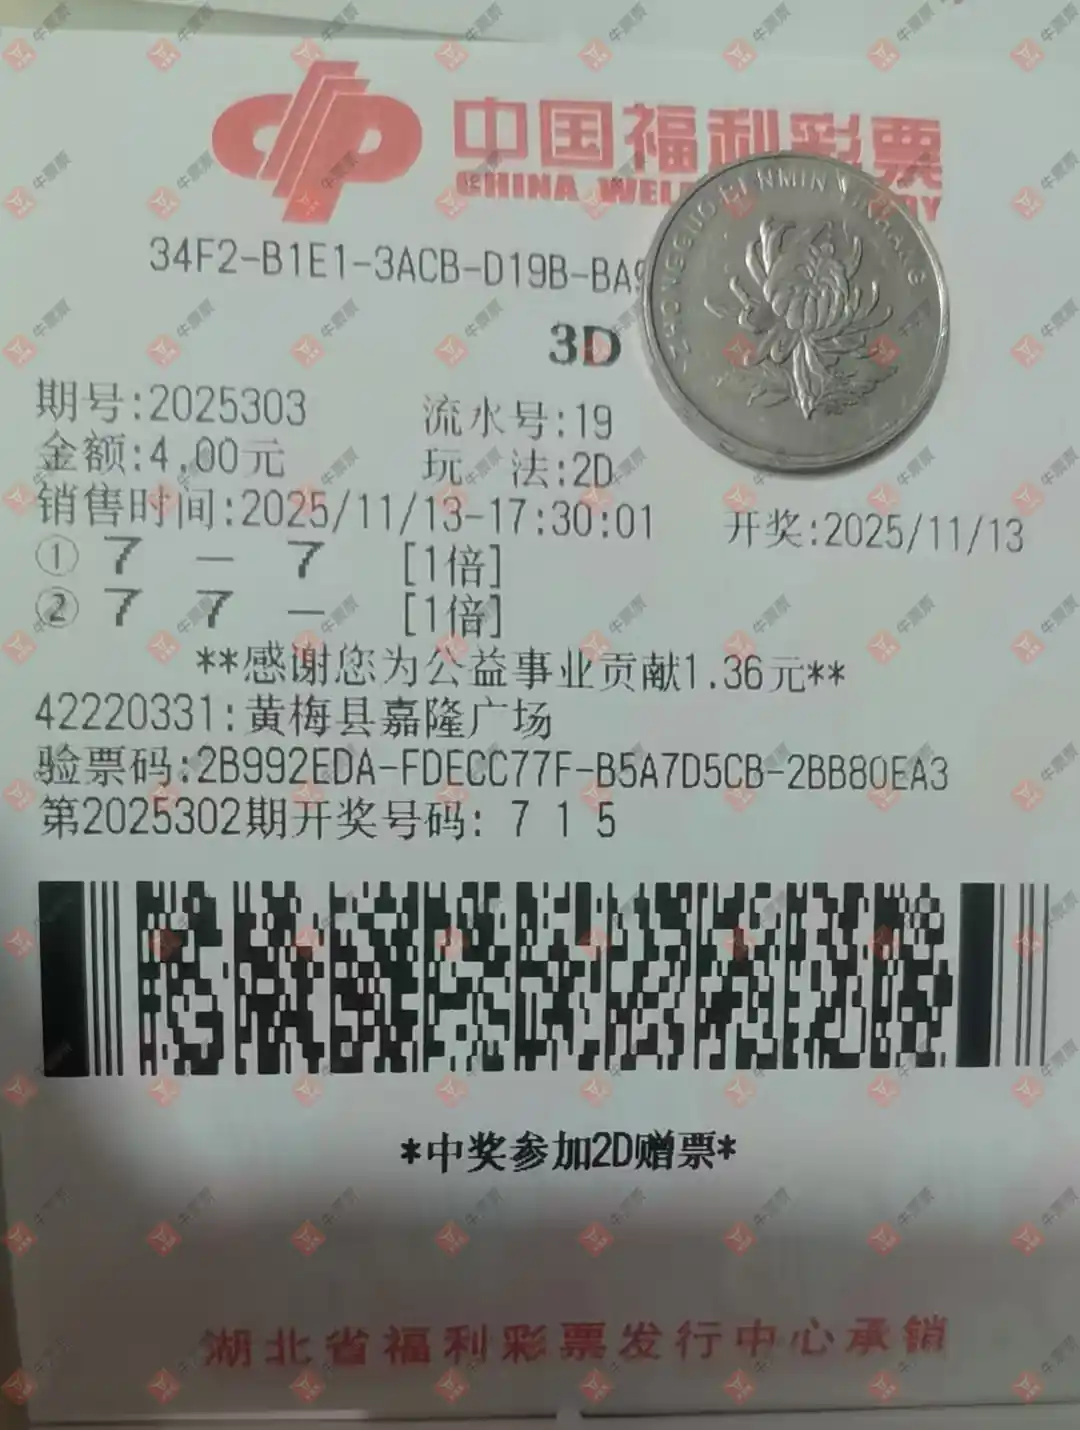 中国福利彩票
CHINA WEL
34F2-B1E1-3ACB-D19B-BA9
3D
期号:2025303 流水号:19
金额:4.00元 玩 法:2D
销售时间:2025/11/13-17:30:01 开奖:2025/11/13
① 7 — 7 [1倍]
② 7 7 — [1倍]
**感谢您为公益事业贡献1.36元**
42220331:黄梅县嘉隆广场
验票码:2B992EDA-FDECC77F-B5A7D5CB-2BB80EA3
第2025302期开奖号码: 7 1 5
*中奖参加2D赠票*
湖北省福利彩票发行中心承销
牛票票